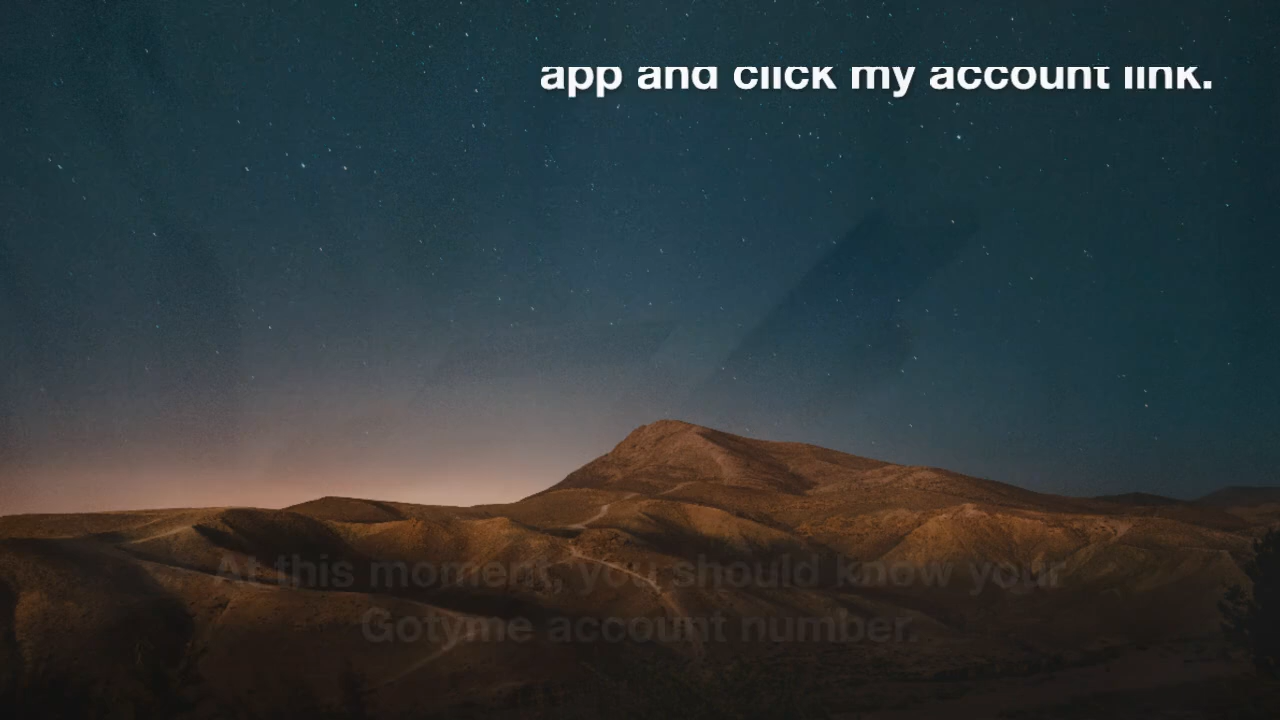 app and click my account link.
At this moment, you should know your
Gotyme account number.